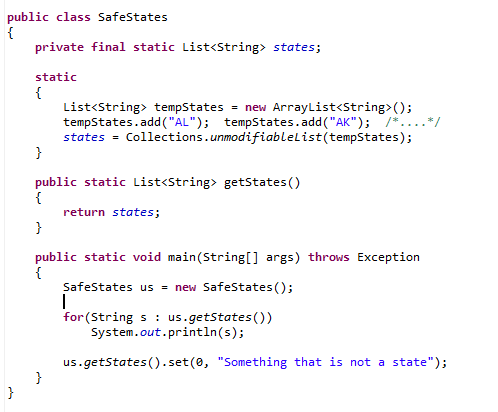 public class SafeStates
{
    private final static List<String> states;

    static
    {
        List<String> tempStates = new ArrayList<String>();
        tempStates.add("AL");  tempStates.add("AK");  /*....*/
        states = Collections.unmodifiableList(tempStates);
    }

    public static List<String> getStates()
    {
        return states;
    }

    public static void main(String[] args) throws Exception
    {
        SafeStates us = new SafeStates();

        for(String s : us.getStates())
            System.out.println(s);

        us.getStates().set(0, "Something that is not a state");
    }
}